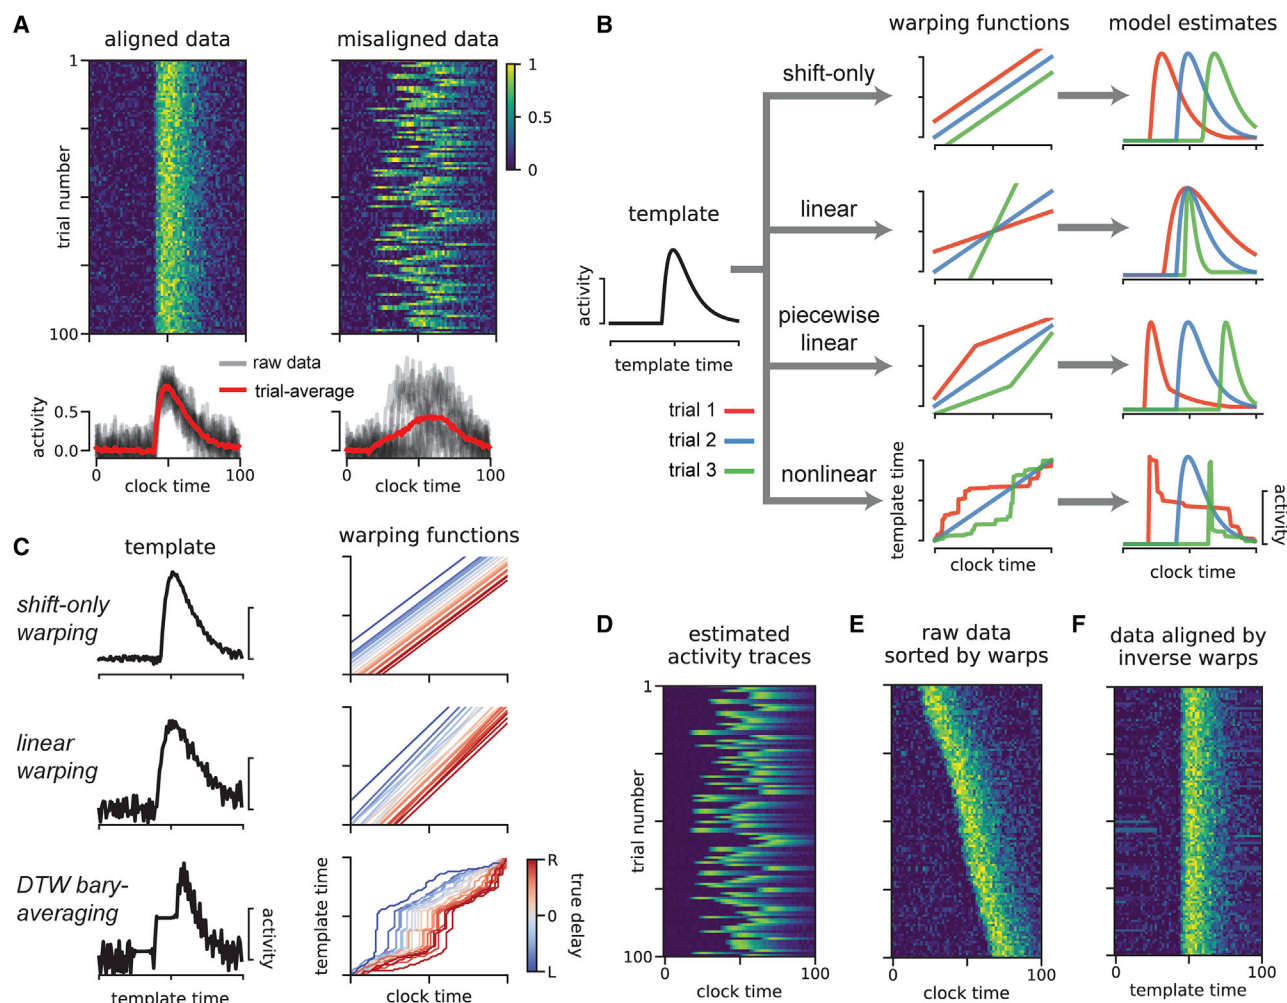 A
aligned data
misaligned data
1
trial number
100
1
0.5
0
raw data
trial-average
activity
0.5
0.0
0
100
clock time
0
100
clock time
B
warping functions
model estimates
shift-only
linear
template
activity
template time
piecewise
linear
trial 1
trial 2
trial 3
nonlinear
template time
clock time
clock time
activity
C
template
warping functions
shift-only
warping
linear
warping
DTW bary-
averaging
activity
template time
template time
clock time
R
0
L
true delay
D
estimated
activity traces
1
trial number
100
0
100
clock time
E
raw data
sorted by warps
0
100
clock time
F
data aligned by
inverse warps
0
100
template time